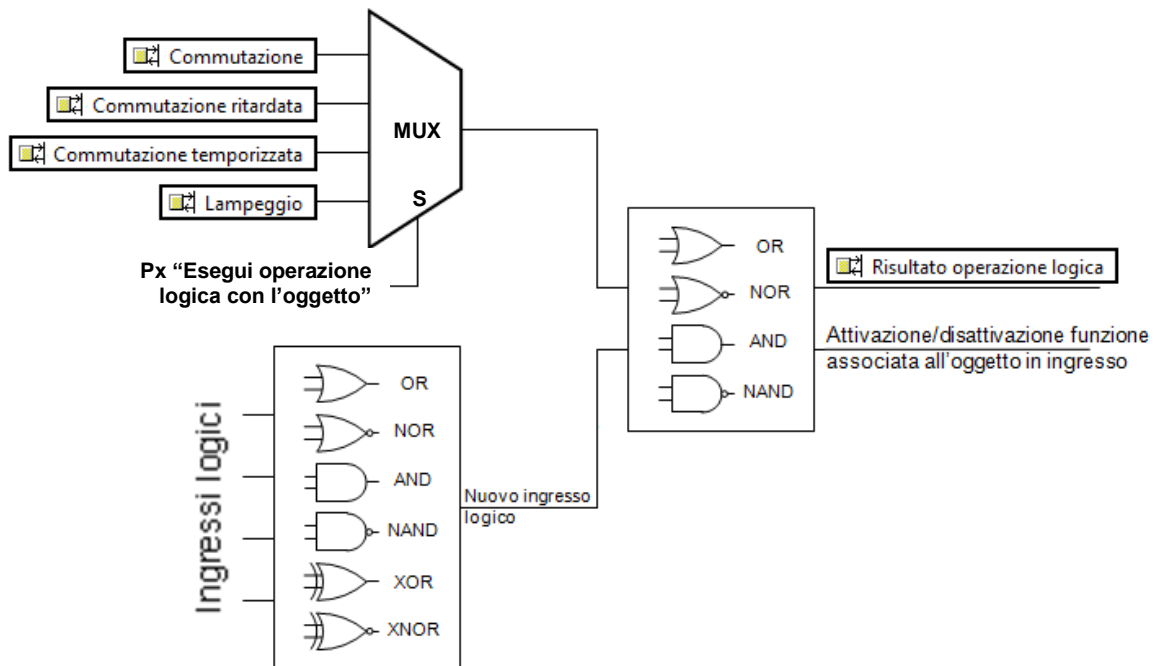 Commutazione
Commutazione ritardata
Commutazione temporizzata
Lampeggio
MUX
S
Px “Esegui operazione
logica con l’oggetto”
OR
NOR
AND
NAND
Risultato operazione logica
Attivazione/disattivazione funzione
associata all'oggetto in ingresso
Ingressi logici
OR
NOR
AND
NAND
XOR
XNOR
Nuovo ingresso
logico